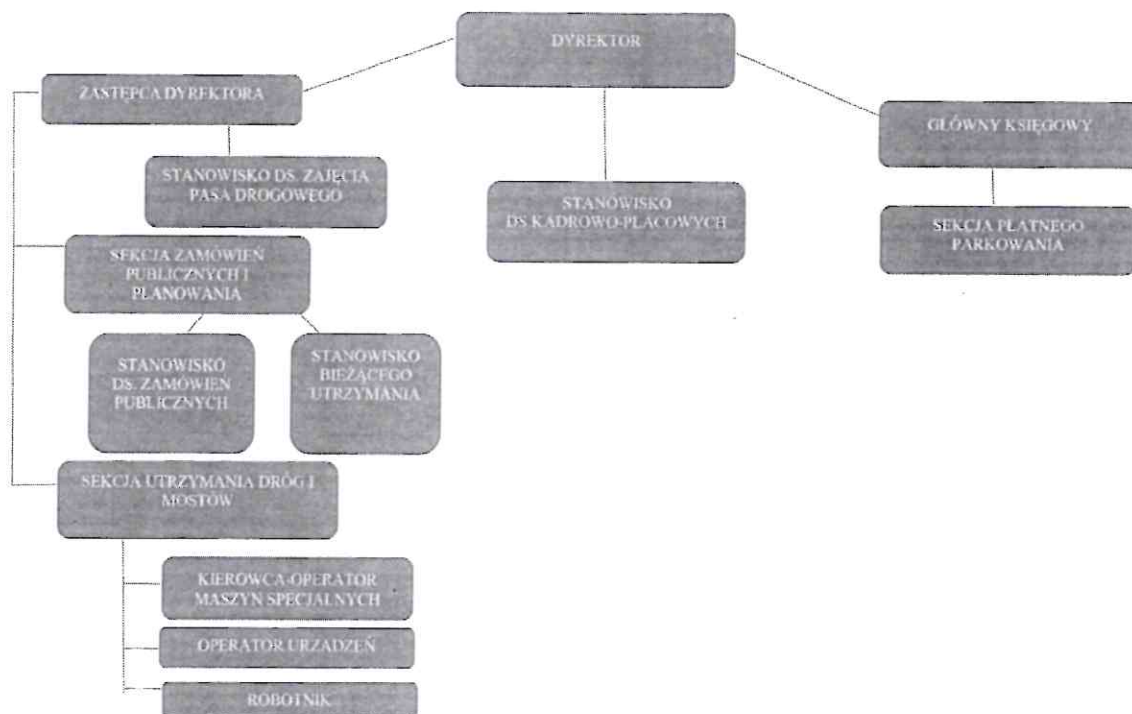 DYREKTOR
ZASTĘPCA DYREKTORA
GŁÓWNY KSIĘGOWY
STANOWISKO DS. ZAJĘCIA
PASA DROGOWEGO
STANOWISKO
DS KADROWO-PŁACOWYCH
SEKCJA PŁATNEGO
PARKOWANIA
SEKCJA ZAMÓWIEŃ
PUBLICZNYCH I
PLANOWANIA
STANOWISKO
DS. ZAMÓWIEŃ
PUBLICZNYCH
STANOWISKO
BIEŻĄCEGO
UTRZYMANIA
SEKCJA UTRZYMANIA DRÓG I
MOSTÓW
KIEROWCA-OPERATOR
MASZYN SPECJALNYCH
OPERATOR URZĄDZEŃ
ROBOTNIK